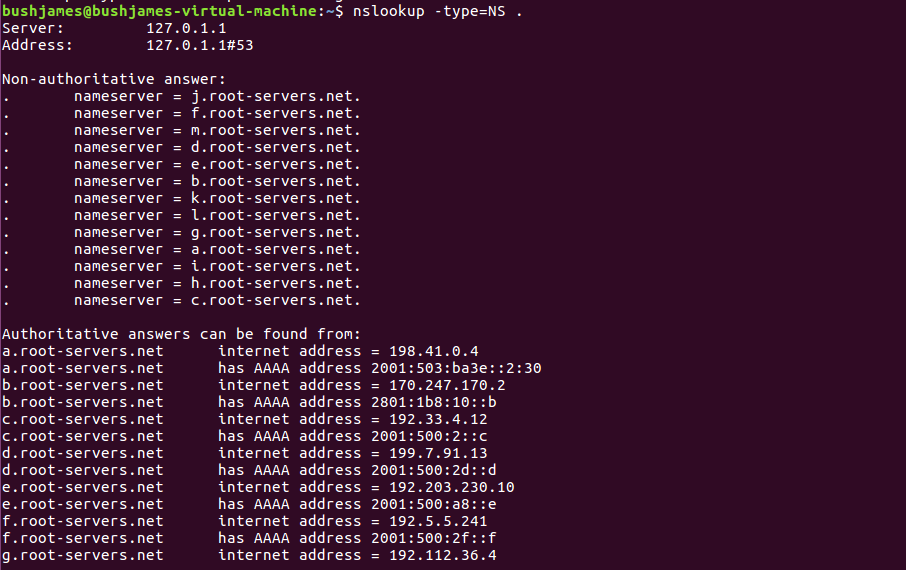 bushjames@bushjames-virtual-machine:~$ nslookup -type=NS .
Server:		127.0.1.1
Address:	127.0.1.1#53

Non-authoritative answer:
.	nameserver = j.root-servers.net.
.	nameserver = f.root-servers.net.
.	nameserver = m.root-servers.net.
.	nameserver = d.root-servers.net.
.	nameserver = e.root-servers.net.
.	nameserver = b.root-servers.net.
.	nameserver = k.root-servers.net.
.	nameserver = l.root-servers.net.
.	nameserver = g.root-servers.net.
.	nameserver = a.root-servers.net.
.	nameserver = i.root-servers.net.
.	nameserver = h.root-servers.net.
.	nameserver = c.root-servers.net.

Authoritative answers can be found from:
a.root-servers.net	internet address = 198.41.0.4
a.root-servers.net	has AAAA address 2001:503:ba3e::2:30
b.root-servers.net	internet address = 170.247.170.2
b.root-servers.net	has AAAA address 2801:1b8:10::b
c.root-servers.net	internet address = 192.33.4.12
c.root-servers.net	has AAAA address 2001:500:2::c
d.root-servers.net	internet address = 199.7.91.13
d.root-servers.net	has AAAA address 2001:500:2d::d
e.root-servers.net	internet address = 192.203.230.10
e.root-servers.net	has AAAA address 2001:500:a8::e
f.root-servers.net	internet address = 192.5.5.241
f.root-servers.net	has AAAA address 2001:500:2f::f
g.root-servers.net	internet address = 192.112.36.4